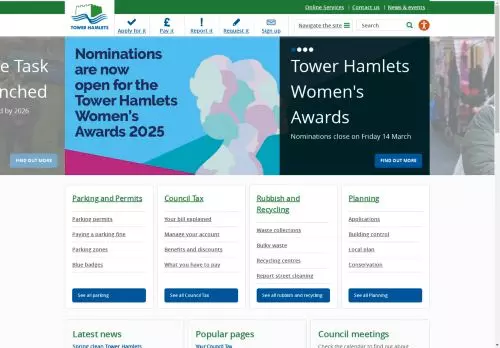 Online Services | Contact us | News & events
TOWER HAMLETS
Apply for it
Pay it
Report it
Request it
Sign up
Navigate the site
Search
e Task
nched
d by 2026
FIND OUT MORE
Nominations
are now
open for the
Tower Hamlets
Women's
Awards 2025
Tower Hamlets
Women's
Awards
Nominations close on Friday 14 March
FIND OUT MORE
Parking and Permits
Parking permits
Paying a parking fine
Parking zones
Blue badges
See all parking
Council Tax
Your bill explained
Manage your account
Benefits and discounts
What you have to pay
See all Council Tax
Rubbish and
Recycling
Waste collections
Bulky waste
Recycling centres
Report street cleaning
See all rubbish and recycling
Planning
Applications
Building control
Local plan
Conservation
See all Planning
Latest news
Spring clean Tower Hamlets
Popular pages
Your Council Tax
Council meetings
Check the calendar to find out about